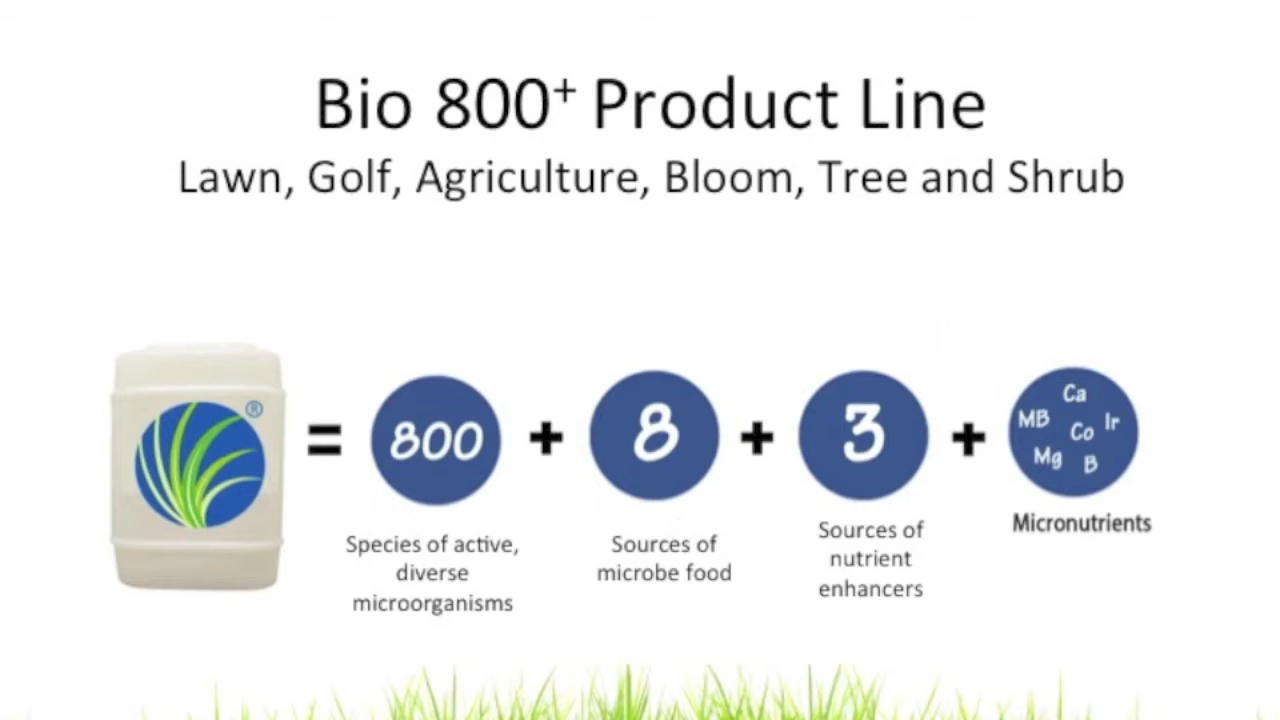 Bio 800+ Product Line
Lawn, Golf, Agriculture, Bloom, Tree and Shrub
®
=
800
+
8
+
3
+
Ca
MB
Ir
Co
Mg
B
Species of active,
diverse
microorganisms
Sources of
microbe food
Sources of
nutrient
enhancers
Micronutrients